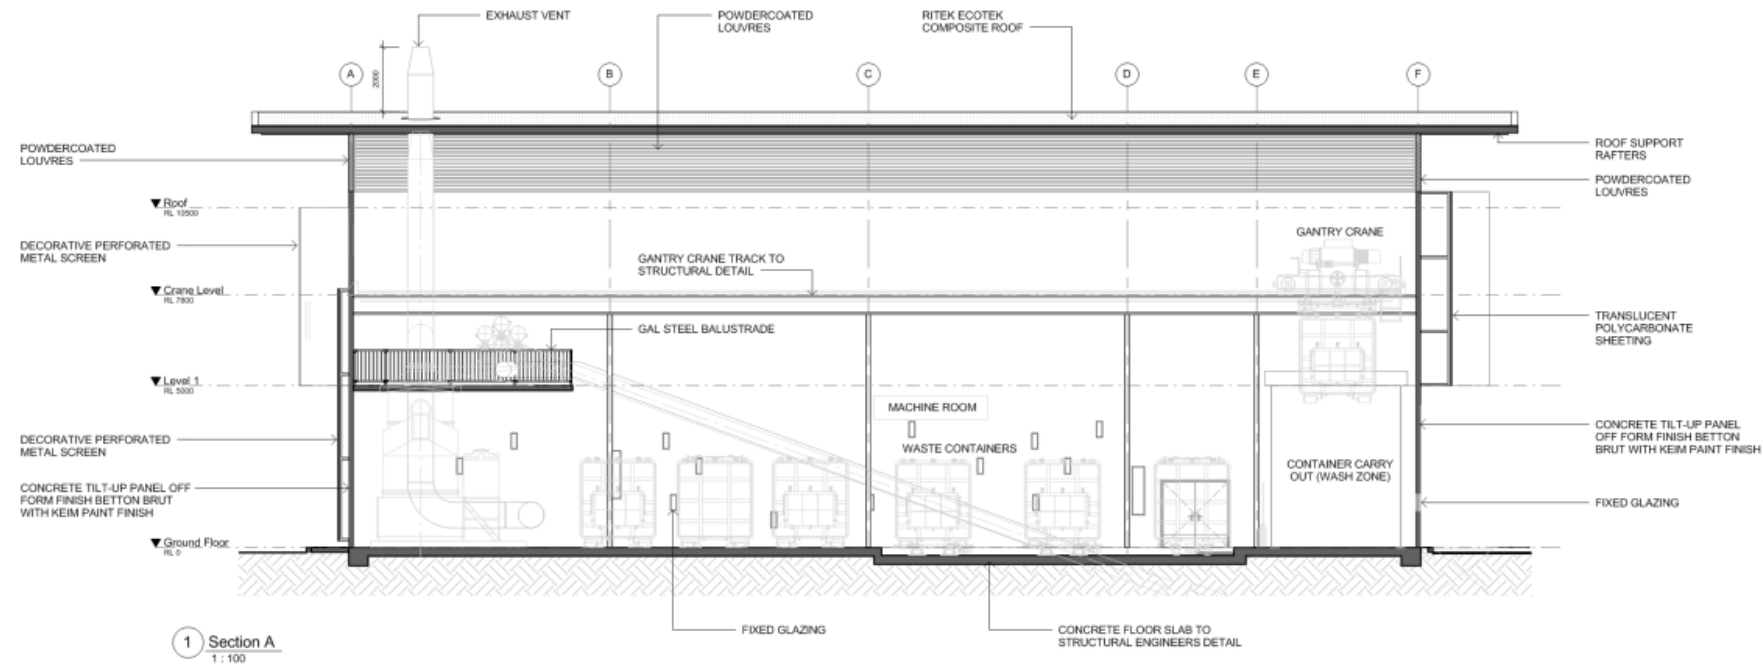 EXHAUST VENT
POWDERCOATED
LOUVRES
RITEK ECOTEK
COMPOSITE ROOF
2000
A
B
C
D
E
F
POWDERCOATED
LOUVRES
ROOF SUPPORT
RAFTERS
POWDERCOATED
LOUVRES
Roof
RL 10500
DECORATIVE PERFORATED
METAL SCREEN
GANTRY CRANE
GANTRY CRANE TRACK TO
STRUCTURAL DETAIL
Crane Level
RL 7800
GAL STEEL BALUSTRADE
TRANSLUCENT
POLYCARBONATE
SHEETING
Level 1
RL 5000
MACHINE ROOM
DECORATIVE PERFORATED
METAL SCREEN
WASTE CONTAINERS
CONCRETE TILT-UP PANEL
OFF FORM FINISH BETTON
BRUT WITH KEIM PAINT FINISH
CONTAINER CARRY
OUT (WASH ZONE)
CONCRETE TILT-UP PANEL OFF
FORM FINISH BETTON BRUT
WITH KEIM PAINT FINISH
FIXED GLAZING
Ground Floor
RL 0
FIXED GLAZING
CONCRETE FLOOR SLAB TO
STRUCTURAL ENGINEERS DETAIL
1 Section A
1 : 100